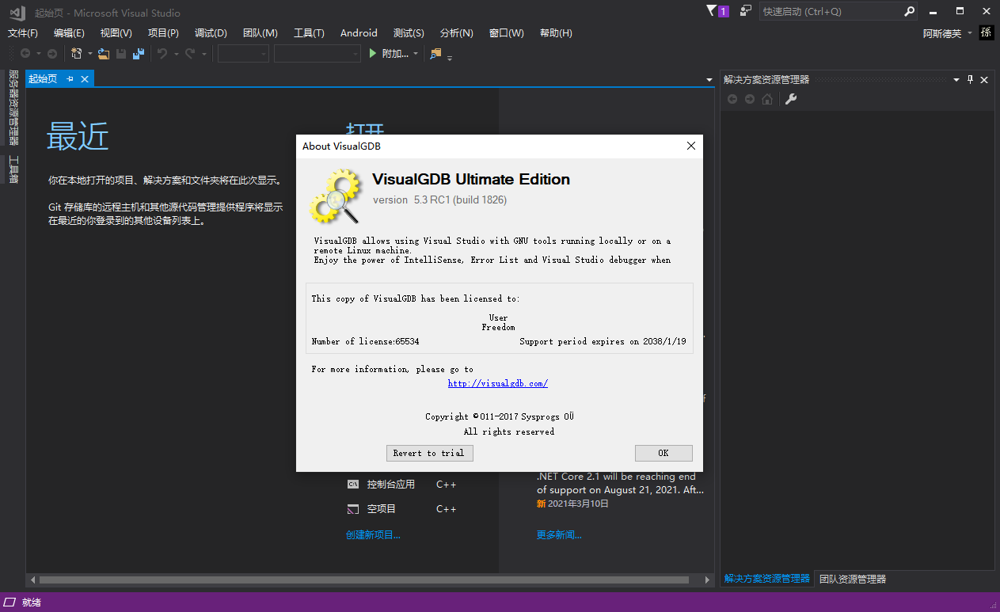 起始页 - Microsoft Visual Studio
1
快速启动 (Ctrl+Q)
文件(F) 编辑(E) 视图(V) 项目(P) 调试(D) 团队(M) 工具(T) Android 测试(S) 分析(N) 窗口(W) 帮助(H)
阿斯德芙 孫
附加...
服务器资源管理器
工具箱
起始页
解决方案资源管理器
最近
打开
你在本地打开的项目、解决方案和文件夹将在此次显示。
Git 存储库的远程主机和其他源代码管理提供程序将显示
在最近的你登录到的其他设备列表上。
About VisualGDB
VisualGDB Ultimate Edition
version 5.3 RC1 (build 1826)
VisualGDB allows using Visual Studio with GNU tools running locally or on a
remote Linux machine.
Enjoy the power of IntelliSense, Error List and Visual Studio debugger when
This copy of VisualGDB has been licensed to:
User
Freedom
Number of license:65534
Support period expires on 2038/1/19
For more information, please go to
http://visualgdb.com/
Copyright ©011-2017 Sysprogs OÜ
All rights reserved
Revert to trial
OK
控制台应用 C++
空项目 C++
创建新项目...
.NET Core 2.1 will be reaching end
of support on August 21, 2021. Aft...
新 2021年3月10日
更多新闻...
解决方案资源管理器
团队资源管理器
就绪